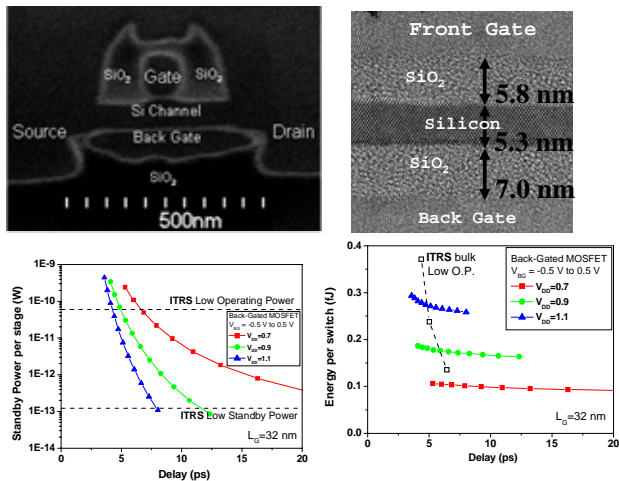 SiO2
Gate
SiO2
Si Channel
Source
Back Gate
Drain
SiO2
500nm
Front Gate
SiO2
5.8 nm
Silicon
5.3 nm
SiO2
7.0 nm
Back Gate
1E-9
1E-10
1E-11
1E-12
1E-13
1E-14
Standby Power per stage (W)
Back-Gated MOSFET
VBG = -0.5 V to 0.5 V
VDD=0.7
VDD=0.9
VDD=1.1
ITRS Low Operating Power
ITRS Low Standby Power
LG=32 nm
0 5 10 15 20
Delay (ps)
0.4
0.3
0.2
0.1
0.0
Energy per switch (fJ)
ITRS bulk
Low O.P.
Back-Gated MOSFET
VBG = -0.5 V to 0.5 V
VDD=0.7
VDD=0.9
VDD=1.1
LG=32 nm
0 5 10 15 20
Delay (ps)